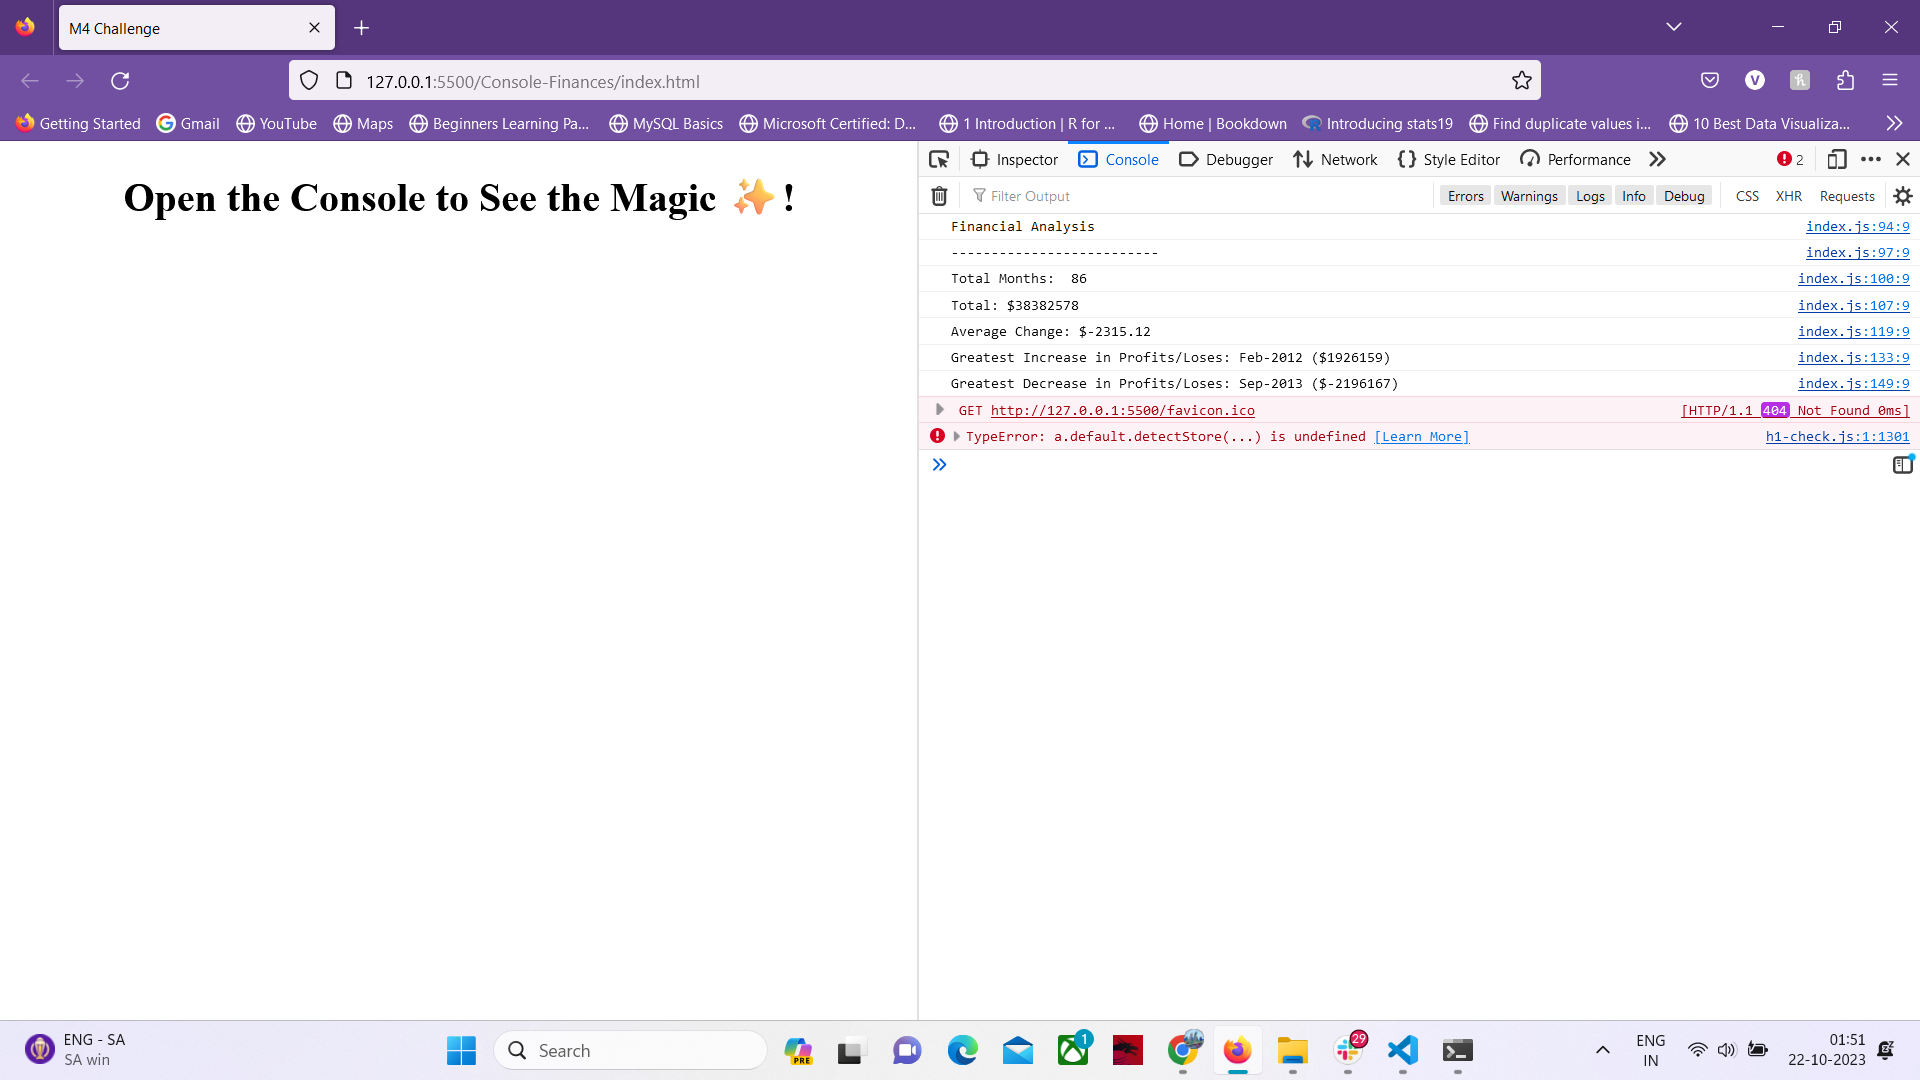 M4 Challenge
127.0.0.1:5500/Console-Finances/index.html
Getting Started Gmail YouTube Maps Beginners Learning Pa... MySQL Basics Microsoft Certified: D... 1 Introduction | R for ... Home | Bookdown Introducing stats19 Find duplicate values i... 10 Best Data Visualiza...
Open the Console to See the Magic ✨!
Inspector Console Debugger Network Style Editor Performance 2
Filter Output Errors Warnings Logs Info Debug CSS XHR Requests
Financial Analysis index.js:94:9
-------------------------- index.js:97:9
Total Months:  86 index.js:100:9
Total: $38382578 index.js:107:9
Average Change: $-2315.12 index.js:119:9
Greatest Increase in Profits/Loses: Feb-2012 ($1926159) index.js:133:9
Greatest Decrease in Profits/Loses: Sep-2013 ($-2196167) index.js:149:9
GET http://127.0.0.1:5500/favicon.ico [HTTP/1.1 404 Not Found 0ms]
TypeError: a.default.detectStore(...) is undefined [Learn More] h1-check.js:1:1301
ENG - SA
SA win
Search
PRE
1
29
ENG
IN
01:51
22-10-2023